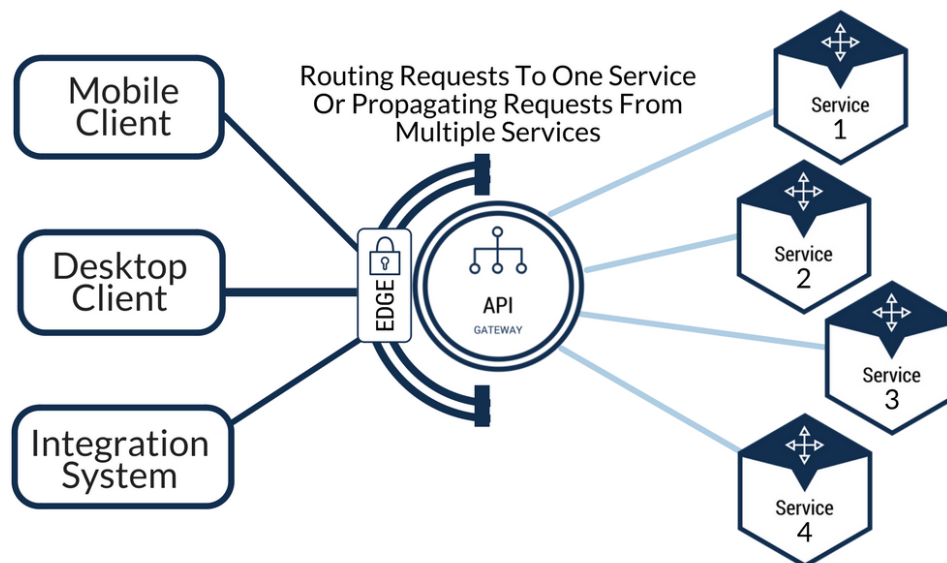 Mobile
Client
Desktop
Client
Integration
System
Routing Requests To One Service
Or Propagating Requests From
Multiple Services
EDGE
API
GATEWAY
Service
1
Service
2
Service
3
Service
4